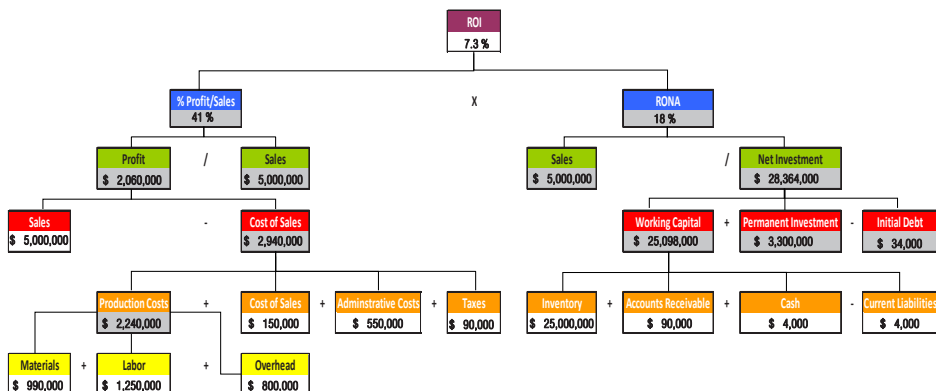 ROI
7.3 %
% Profit/Sales
X
RONA
41 %
18 %
Profit / Sales
Sales / Net Investment
$ 2,060,000
$ 5,000,000
$ 5,000,000
$ 28,364,000
Sales - Cost of Sales
Working Capital + Permanent Investment - Initial Debt
$ 5,000,000
$ 2,940,000
$ 25,098,000
$ 3,300,000
$ 34,000
Production Costs + Cost of Sales + Adminstrative Costs + Taxes
Inventory + Accounts Receivable + Cash - Current Liabilities
$ 2,240,000
$ 150,000
$ 550,000
$ 90,000
$ 25,000,000
$ 90,000
$ 4,000
$ 4,000
Materials + Labor + Overhead
$ 990,000
$ 1,250,000
$ 800,000